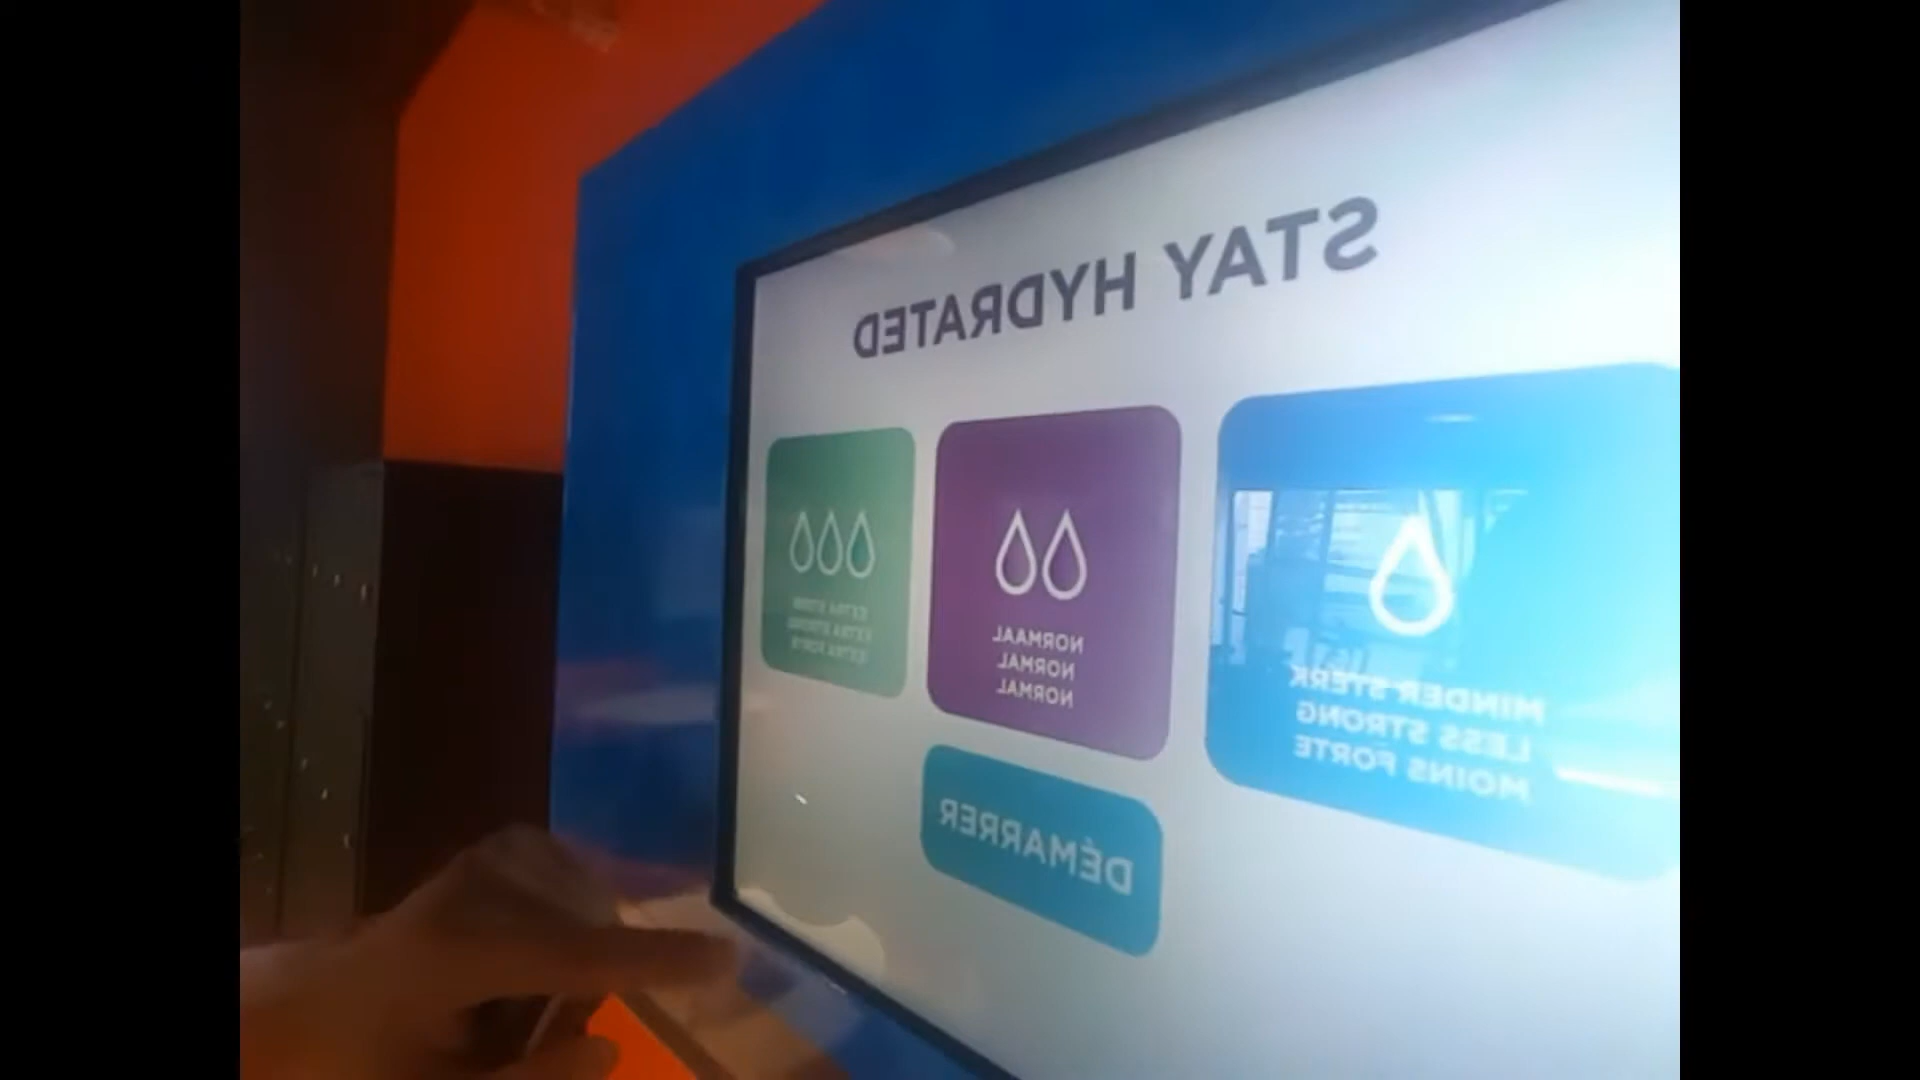 STAY HYDRATED
MINDER STERK
LESS STRONG
MOINS FORTE
NORMAAL
NORMAL
NORMAL
EXTRA STERK
EXTRA STRONG
EXTRA FORTE
DÉMARRER